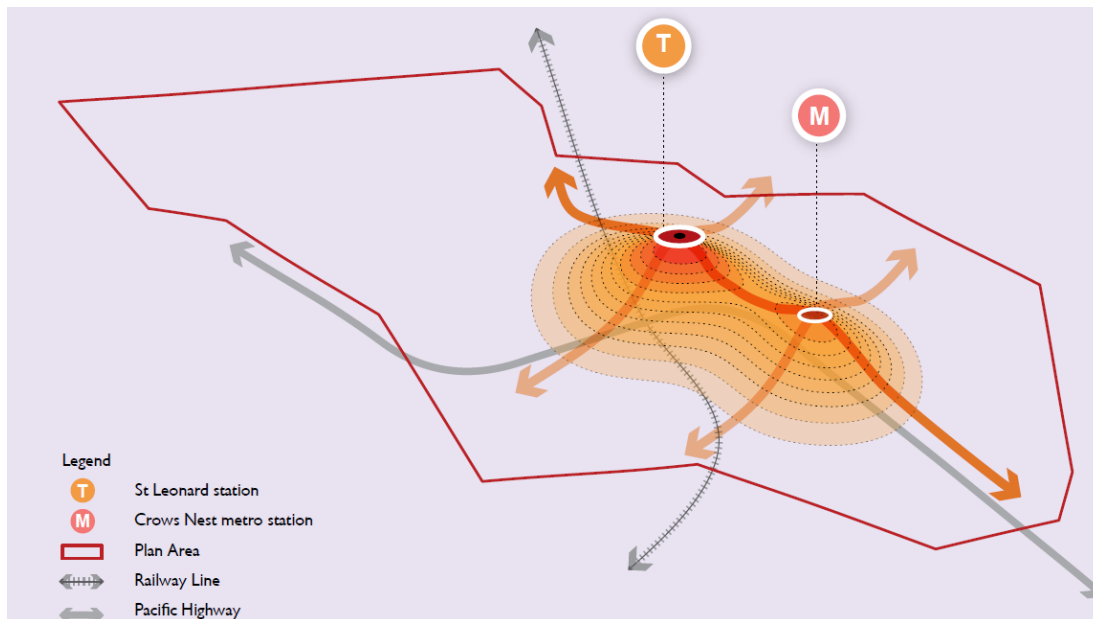 T
M
Legend
T St Leonard station
M Crows Nest metro station
Plan Area
Railway Line
Pacific Highway